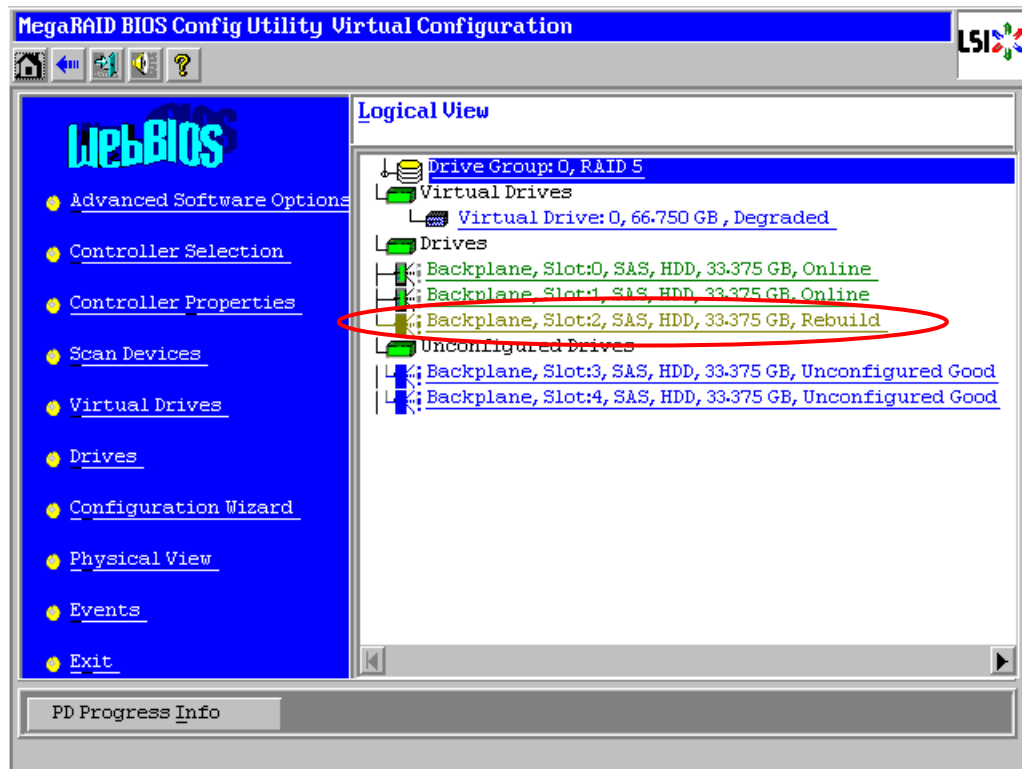 MegaRAID BIOS Config Utility Virtual Configuration
LSI
?
WebBIOS
Advanced Software Options
Controller Selection
Controller Properties
Scan Devices
Virtual Drives
Drives
Configuration Wizard
Physical View
Events
Exit
Logical View
Drive Group: 0, RAID 5
Virtual Drives
Virtual Drive: 0, 66.750 GB , Degraded
Drives
Backplane, Slot:0, SAS, HDD, 33.375 GB, Online
Backplane, Slot:1, SAS, HDD, 33.375 GB, Online
Backplane, Slot:2, SAS, HDD, 33.375 GB, Rebuild
Unconfigured Drives
Backplane, Slot:3, SAS, HDD, 33.375 GB, Unconfigured Good
Backplane, Slot:4, SAS, HDD, 33.375 GB, Unconfigured Good
PD Progress Info